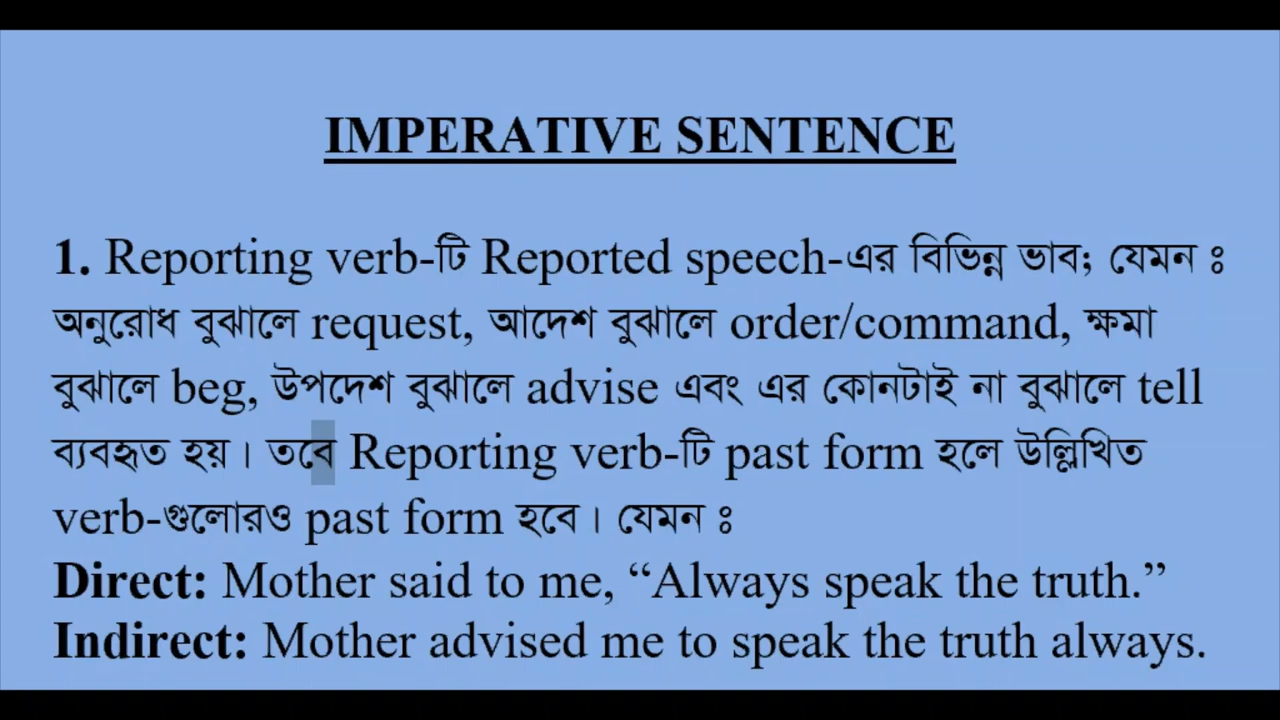 IMPERATIVE SENTENCE
1. Reporting verb-টি Reported speech-এর বিভিন্ন ভাব; যেমন ঃ
অনুরোধ বুঝালে request, আদেশ বুঝালে order/command, ক্ষমা
বুঝালে beg, উপদেশ বুঝালে advise এবং এর কোনটাই না বুঝালে tell
ব্যবহৃত হয়। তবে Reporting verb-টি past form হলে উল্লিখিত
verb-গুলোরও past form হবে। যেমন ঃ
Direct: Mother said to me, “Always speak the truth.”
Indirect: Mother advised me to speak the truth always.